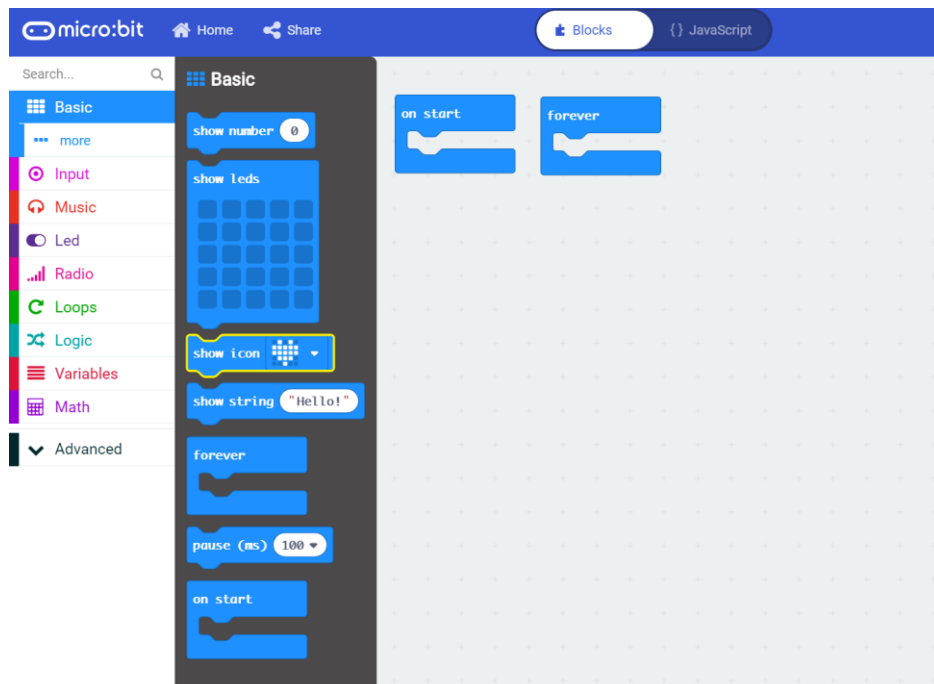 micro:bit Home Share Blocks {} JavaScript
Search...
Basic
more
Input
Music
Led
Radio
Loops
Logic
Variables
Math
Advanced
Basic
show number 0
show leds
show icon
show string "Hello!"
forever
pause (ms) 100
on start
on start
forever